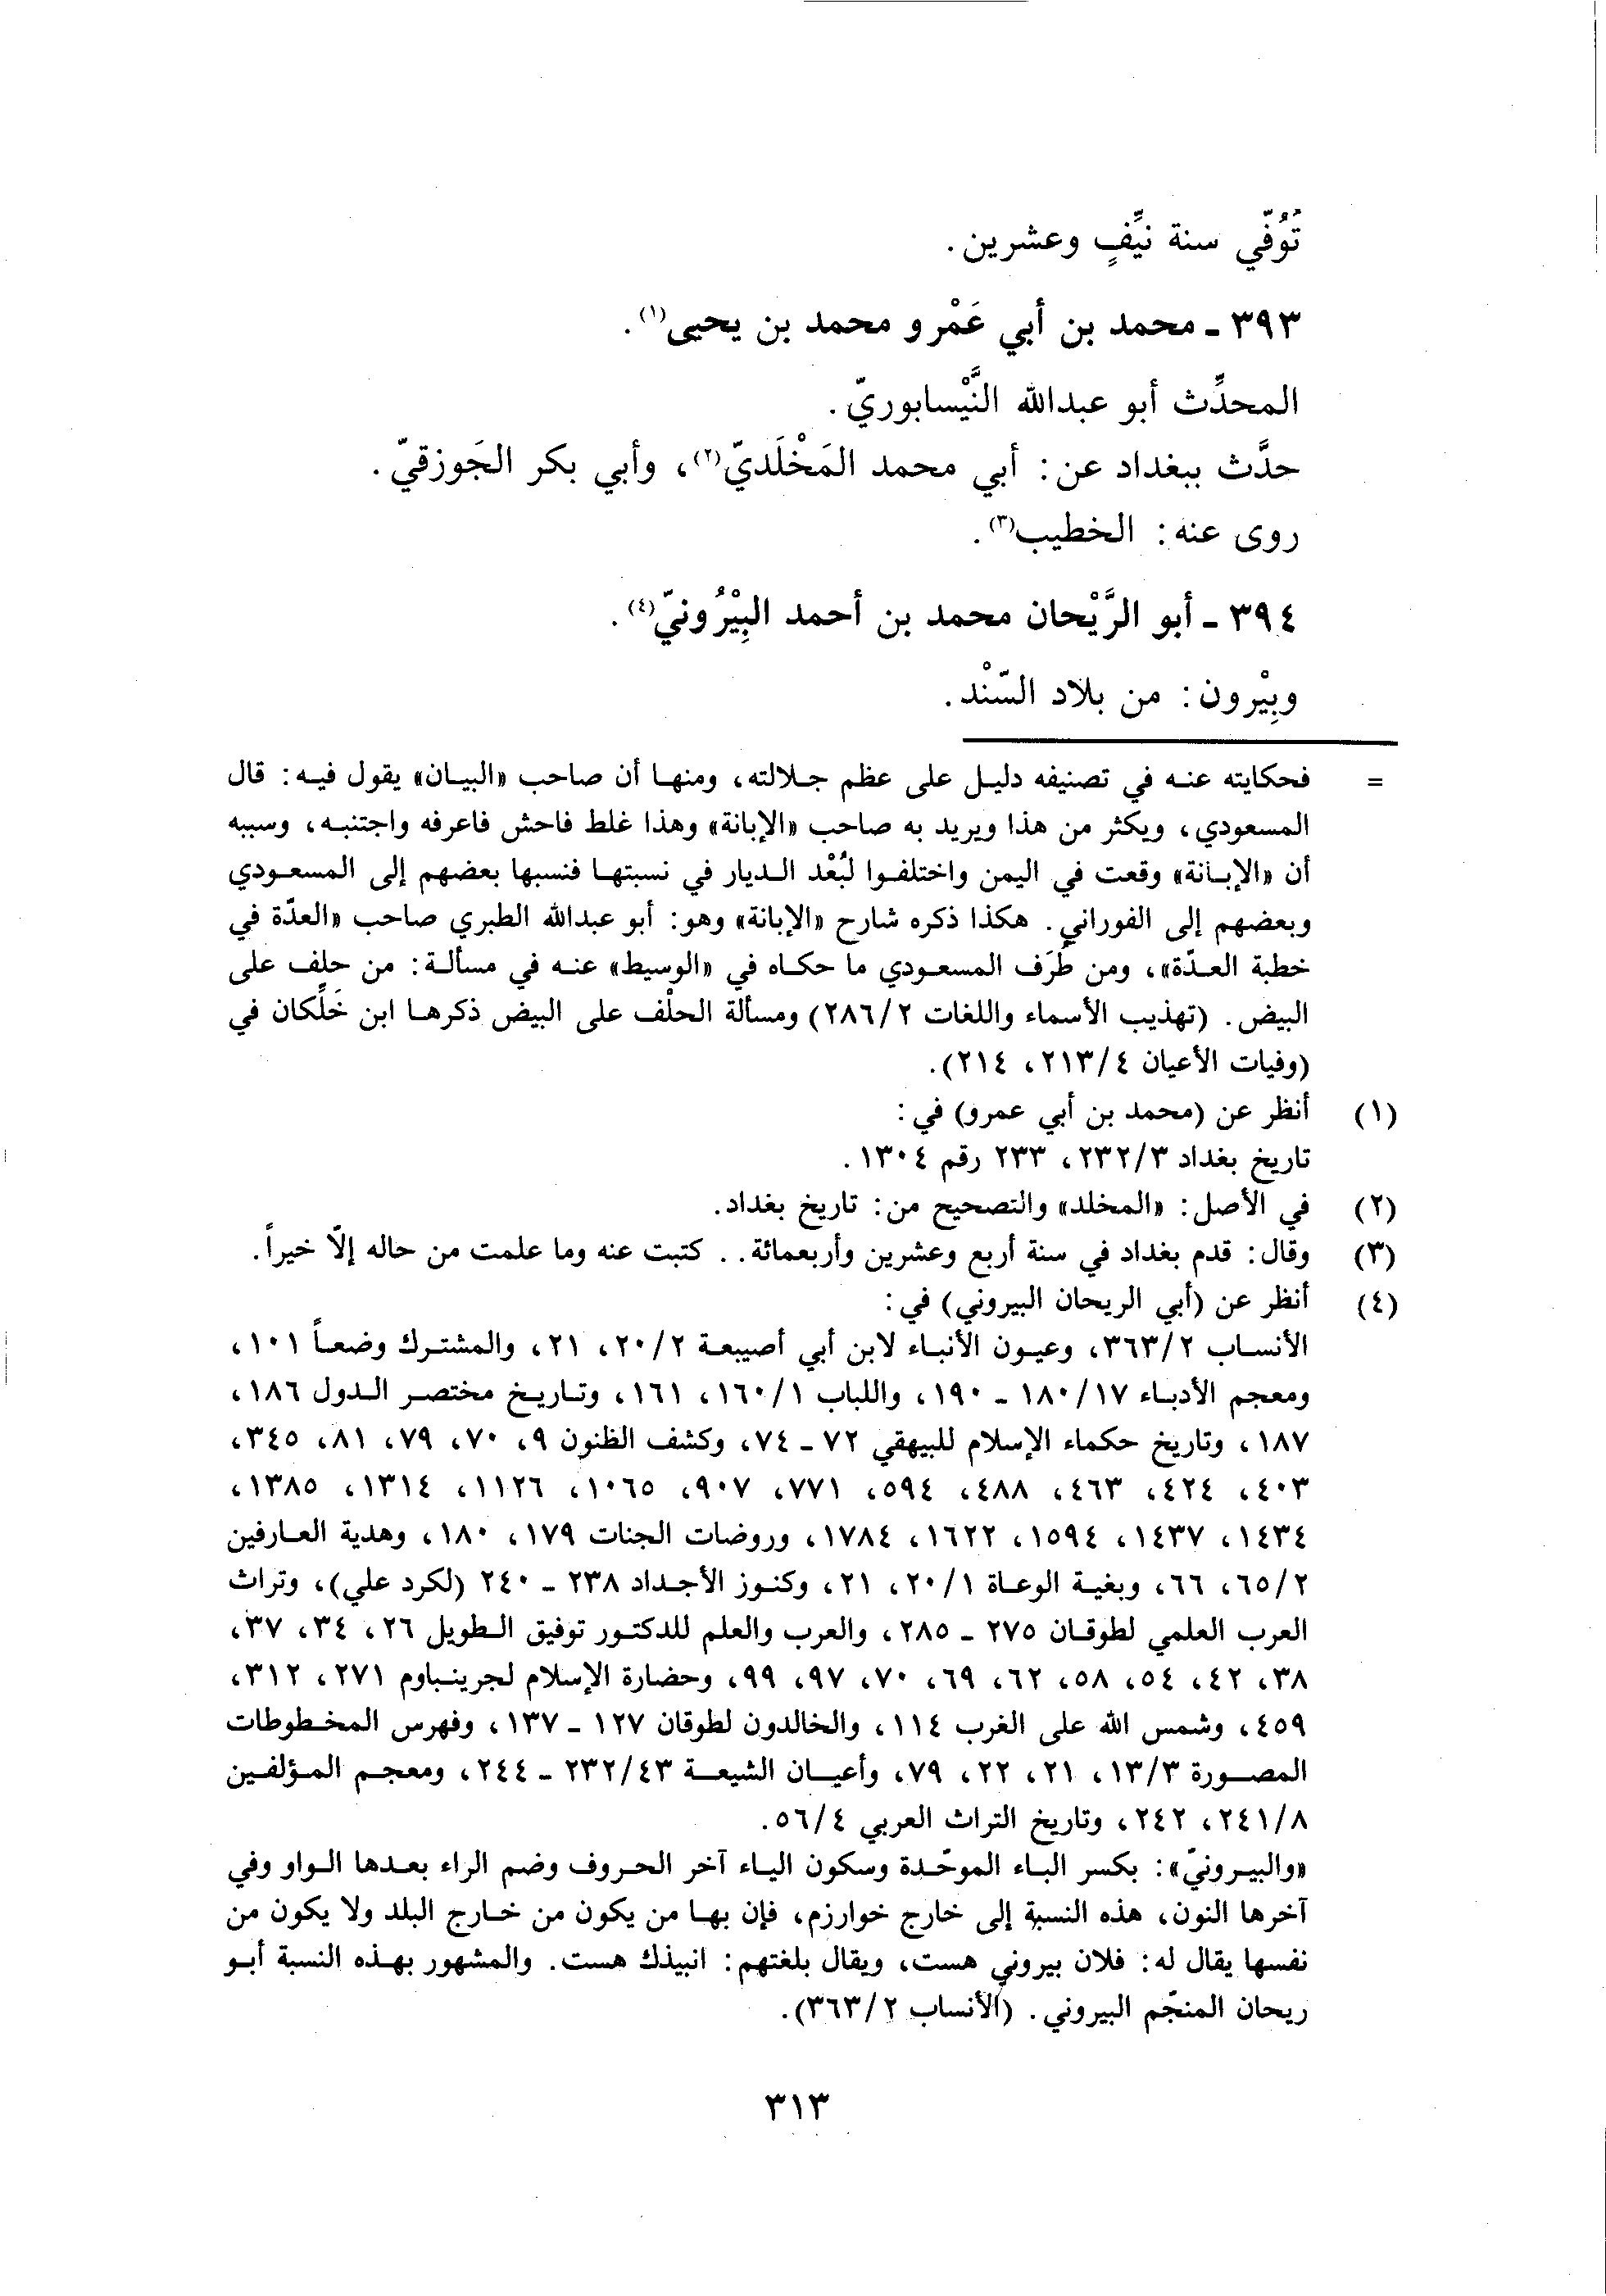 تُوُفّي سنة نيِّفٍ وعشرين.
٣٩٣ ـ محمد بن أبي عَمْرو محمد بن يحيى(١).
المحدِّث أبو عبدالله النَّيْسابوريّ.
حدَّث ببغداد عن: أبي محمد المَخْلَديّ(٢)، وأبي بكر الجَوزقيّ.
روى عنه: الخطيب(٣).
٣٩٤ ـ أبو الرَّيْحان محمد بن أحمد البِيْرُونيّ(٤).
وبِيْرون: من بلاد السّنْد.
= فحكايته عنه في تصنيفه دليل على عظم جلالته، ومنها أن صاحب «البيان» يقول فيه: قال
المسعودي، ويكثر من هذا ويريد به صاحب «الإبانة» وهذا غلط فاحش فاعرفه واجتنبه، وسببه
أن «الإبانة» وقعت في اليمن واختلفوا لبُعْد الديار في نسبتها فنسبها بعضهم إلى المسعودي
وبعضهم إلى الفوراني. هكذا ذكره شارح «الإبانة» وهو: أبو عبدالله الطبري صاحب «العدّة في
خطبة العدّة»، ومن طُرَف المسعودي ما حكاه في «الوسيط» عنه في مسألة: من حلف على
البيض. (تهذيب الأسماء واللغات ٢/٢٨٦) ومسألة الحلْف على البيض ذكرها ابن خَلِّكان في
(وفيات الأعيان ٤/٢١٣، ٢١٤).
(١) أنظر عن (محمد بن أبي عمرو) في:
تاريخ بغداد ٣/٢٣٢، ٢٣٣ رقم ١٣٠٤.
(٢) في الأصل: «المخلد» والتصحيح من: تاريخ بغداد.
(٣) وقال: قدم بغداد في سنة أربع وعشرين وأربعمائة.. كتبت عنه وما علمت من حاله إلّا خيراً.
(٤) أنظر عن (أبي الريحان البيروني) في:
الأنساب ٢/٣٦٣، وعيون الأنباء لابن أبي أصيبعة ٢/٢٠، ٢١، والمشترك وضعاً ١٠١،
ومعجم الأدباء ١٧/١٨٠ ـ ١٩٠، واللباب ١/١٦٠، ١٦١، وتاريخ مختصر الدول ١٨٦،
١٨٧، وتاريخ حكماء الإسلام للبيهقي ٧٢ ـ ٧٤، وكشف الظنون ٩، ٧٠، ٧٩، ٨١، ٣٤٥،
٤٠٣، ٤٢٤، ٤٦٣، ٤٨٨، ٥٩٤، ٧٧١، ٩٠٧، ١٠٦٥، ١١٢٦، ١٣١٤، ١٣٨٥،
١٤٣٤، ١٤٣٧، ١٥٩٤، ١٦٢٢، ١٧٨٤، وروضات الجنات ١٧٩، ١٨٠، وهدية العارفين
٢/٦٥، ٦٦، وبغية الوعاة ١/٢٠، ٢١، وكنوز الأجداد ٢٣٨ ـ ٢٤٠ (لكرد علي)، وتراث
العرب العلمي لطوقان ٢٧٥ ـ ٢٨٥، والعرب والعلم للدكتور توفيق الطويل ٢٦، ٣٤، ٣٧،
٣٨، ٤٢، ٥٤، ٥٨، ٦٢، ٦٩، ٧٠، ٩٧، ٩٩، وحضارة الإسلام لجرينباوم ٢٧١، ٣١٢،
٤٥٩، وشمس الله على الغرب ١١٤، والخالدون لطوقان ١٢٧ ـ ١٣٧، وفهرس المخطوطات
المصورة ٣/١٣، ٢١، ٢٢، ٧٩، وأعيان الشيعة ٤٣/٢٣٢ ـ ٢٤٤، ومعجم المؤلفين
٨/٢٤١، ٢٤٢، وتاريخ التراث العربي ٤/٥٦.
«والبيرونيّ»: بكسر الباء الموحّدة وسكون الياء آخر الحروف وضم الراء بعدها الواو وفي
آخرها النون، هذه النسبة إلى خارج خوارزم، فإن بها من يكون من خارج البلد ولا يكون من
نفسها يقال له: فلان بيروني هست، ويقال بلغتهم: انبيذك هست. والمشهور بهذه النسبة أبو
ريحان المنجّم البيروني. (الأنساب ٢/٣٦٣).
٣١٣